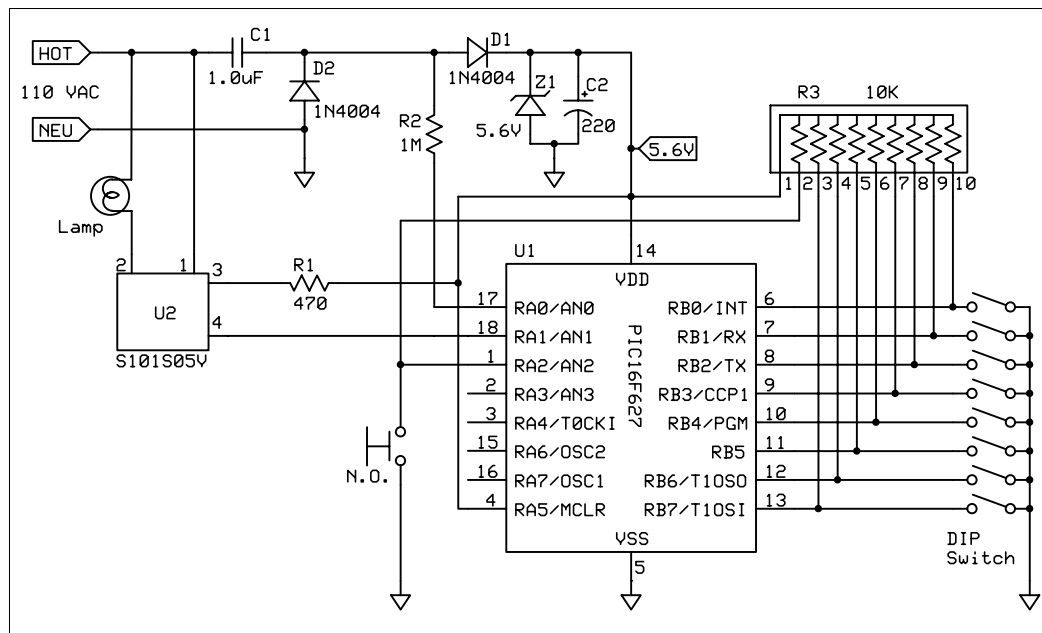 HOT
C1
D1
1.0uF
D2
1N4004
Z1
C2
110 VAC
1N4004
5.6V
220
R3 10K
NEU
R2
1M
5.6V
1 2 3 4 5 6 7 8 9 10
Lamp
U1
14
2
1
3
R1
470
VDD
U2
4
S101S05V
PIC16F627
17 RA0/AN0 RB0/INT 6
18 RA1/AN1 RB1/RX 7
1 RA2/AN2 RB2/TX 8
2 RA3/AN3 RB3/CCP1 9
3 RA4/T0CKI RB4/PGM 10
15 RA6/OSC2 RB5 11
16 RA7/OSC1 RB6/T1OSO 12
4 RA5/MCLR RB7/T1OSI 13
N.O.
VSS
5
DIP
Switch